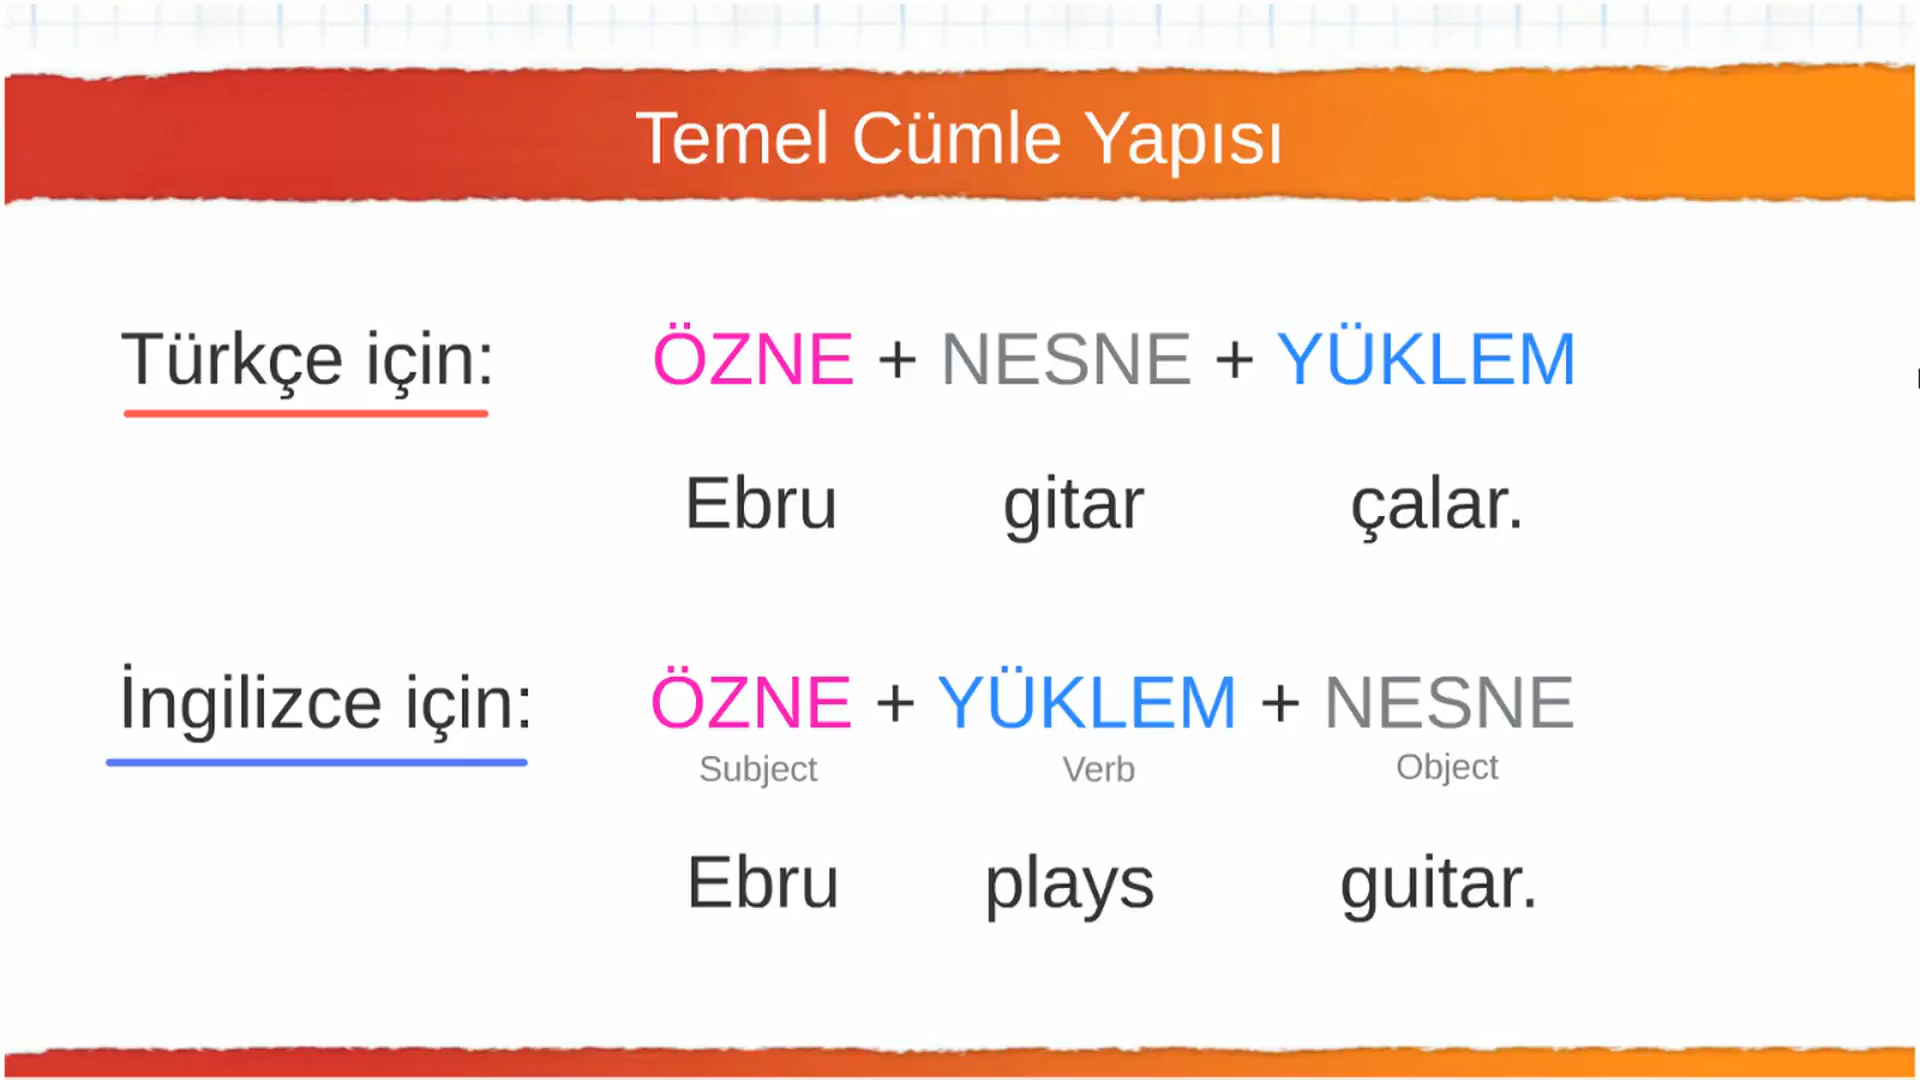 Temel Cümle Yapısı
Türkçe için: ÖZNE + NESNE + YÜKLEM
Ebru gitar çalar.
İngilizce için: ÖZNE + YÜKLEM + NESNE
Subject Verb Object
Ebru plays guitar.